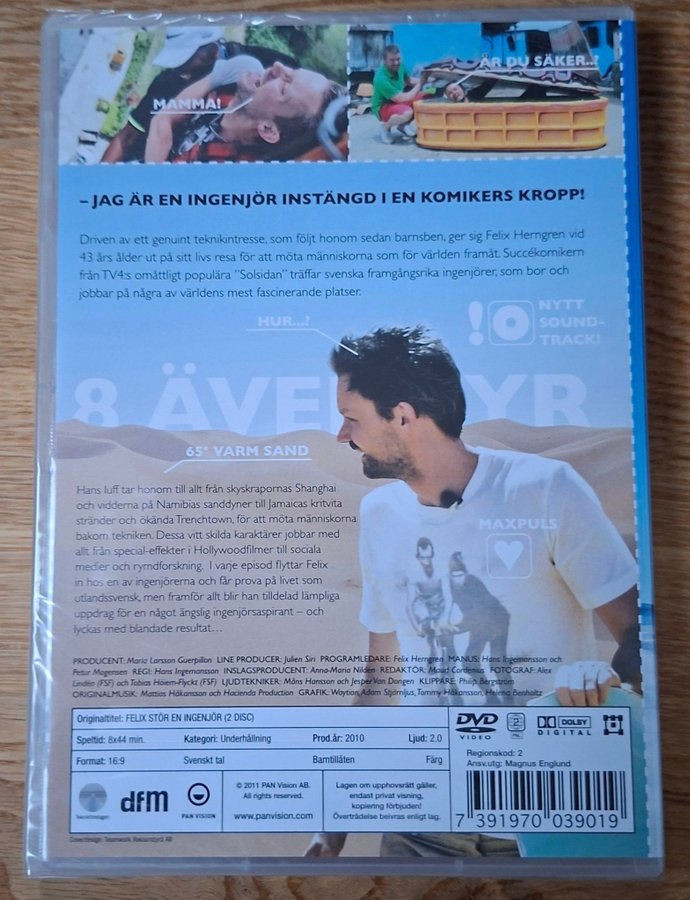 MAMMA!
ÄR DU SÄKER..?
– JAG ÄR EN INGENJÖR INSTÄNGD I EN KOMIKERS KROPP!
Driven av ett genuint teknikintresse, som följt honom sedan barnsben, ger sig Felix Herngren vid
43 års ålder ut på sitt livs resa för att möta människorna som för världen framåt. Succékomikern
från TV4:s omåttligt populära "Solsidan" träffar svenska framgångsrika ingenjörer, som bor och
jobbar på några av världens mest fascinerande platser.
HUR...?
NYTT
SOUND-
TRACK!
8 ÄVENTYR
65° VARM SAND
Hans luff tar honom till allt från skyskrapornas Shanghai
och vidderna på Namibias sanddyner till Jamaicas kritvita
stränder och ökända Trenchtown, för att möta människorna
bakom tekniken. Dessa vitt skilda karaktärer jobbar med
allt från special-effekter i Hollywoodfilmer till sociala
medier och rymdforskning. I varje episod flyttar Felix
in hos en av ingenjörerna och får prova på livet som
utlandssvensk, men framför allt blir han tilldelad lämpliga
uppdrag för en något ängslig ingenjörsaspirant – och
lyckas med blandade resultat…
MAXPULS
PRODUCENT: Maria Larsson Guerpillon LINE PRODUCER: Julien Siri PROGRAMLEDARE: Felix Herngren MANUS: Hans Ingemansson och
Petur Mogensen REGI: Hans Ingemansson INSLAGSPRODUCENT: Anna-Maria Nildén REDAKTÖR: Maud Cordenius FOTOGRAF: Alex
Lindén (FSF) och Tobias Höiem-Flyckt (FSF) LJUDTEKNIKER: Måns Hansson och Jesper Van Dongen KLIPPARE: Philip Bergström
ORIGINALMUSIK: Mattias Håkansson och Hacienda Production GRAFIK: Waytion, Adam Stjärnljus, Tommy Håkansson, Helena Benholtz
Originaltitel: FELIX STÖR EN INGENJÖR (2 DISC)
Speltid: 8x44 min. Kategori: Underhållning Prod.år: 2010 Ljud: 2.0
Format: 16:9 Svenskt tal Barntillåten Färg
DVD
VIDEO
2
PAL
DOLBY
DIGITAL
Regionskod: 2
Ansv.utg: Magnus Englund
dfm
PAN VISION
© 2011 PAN Vision AB.
All rights reserved.
www.panvision.com
Lagen om upphovsrätt gäller,
endast privat visning,
kopiering förbjuden!
Överträdelse beivras enligt lag.
7 391970 039019
Coverdesign: Teamwork Reklambyrå AB